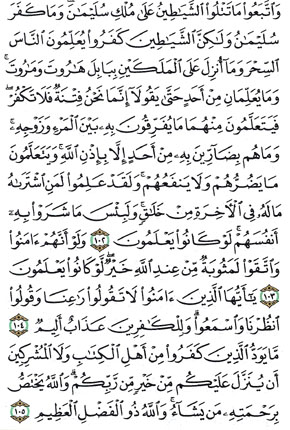 وَٱتَّبَعُوا۟ مَا تَتْلُوا۟ ٱلشَّيَٰطِينُ عَلَىٰ مُلْكِ سُلَيْمَٰنَ ۖ وَمَا كَفَرَ
سُلَيْمَٰنُ وَلَٰكِنَّ ٱلشَّيَٰطِينَ كَفَرُوا۟ يُعَلِّمُونَ ٱلنَّاسَ
ٱلسِّحْرَ وَمَآ أُنزِلَ عَلَى ٱلْمَلَكَيْنِ بِبَابِلَ هَٰرُوتَ وَمَٰرُوتَ ۚ
وَمَا يُعَلِّمَانِ مِنْ أَحَدٍ حَتَّىٰ يَقُولَآ إِنَّمَا نَحْنُ فِتْنَةٌ فَلَا تَكْفُرْ ۖ
فَيَتَعَلَّمُونَ مِنْهُمَا مَا يُفَرِّقُونَ بِهِۦ بَيْنَ ٱلْمَرْءِ وَزَوْجِهِۦ ۚ
وَمَا هُم بِضَآرِّينَ بِهِۦ مِنْ أَحَدٍ إِلَّا بِإِذْنِ ٱللَّهِ ۚ وَيَتَعَلَّمُونَ
مَا يَضُرُّهُمْ وَلَا يَنفَعُهُمْ ۚ وَلَقَدْ عَلِمُوا۟ لَمَنِ ٱشْتَرَىٰهُ
مَا لَهُۥ فِى ٱلْءَاخِرَةِ مِنْ خَلَٰقٍ ۚ وَلَبِئْسَ مَا شَرَوْا۟ بِهِۦٓ
أَنفُسَهُمْ ۚ لَوْ كَانُوا۟ يَعْلَمُونَ ١٠٢ وَلَوْ أَنَّهُمْ ءَامَنُوا۟
وَٱتَّقَوْا۟ لَمَثُوبَةٌ مِّنْ عِندِ ٱللَّهِ خَيْرٌ ۖ لَّوْ كَانُوا۟ يَعْلَمُونَ
١٠٣ يَٰٓأَيُّهَا ٱلَّذِينَ ءَامَنُوا۟ لَا تَقُولُوا۟ رَٰعِنَا وَقُولُوا۟
ٱنظُرْنَا وَٱسْمَعُوا۟ ۗ وَلِلْكَٰفِرِينَ عَذَابٌ أَلِيمٌ ١٠٤
مَّا يَوَدُّ ٱلَّذِينَ كَفَرُوا۟ مِنْ أَهْلِ ٱلْكِتَٰبِ وَلَا ٱلْمُشْرِكِينَ
أَن يُنَزَّلَ عَلَيْكُم مِّنْ خَيْرٍ مِّن رَّبِّكُمْ ۗ وَٱللَّهُ يَخْتَصُّ
بِرَحْمَتِهِۦ مَن يَشَآءُ ۚ وَٱللَّهُ ذُو ٱلْفَضْلِ ٱلْعَظِيمِ ١٠٥